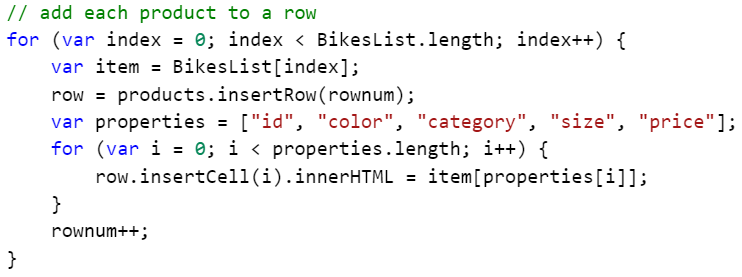 // add each product to a row
for (var index = 0; index < BikesList.length; index++) {
    var item = BikesList[index];
    row = products.insertRow(rownum);
    var properties = ["id", "color", "category", "size", "price"];
    for (var i = 0; i < properties.length; i++) {
        row.insertCell(i).innerHTML = item[properties[i]];
    }
    rownum++;
}